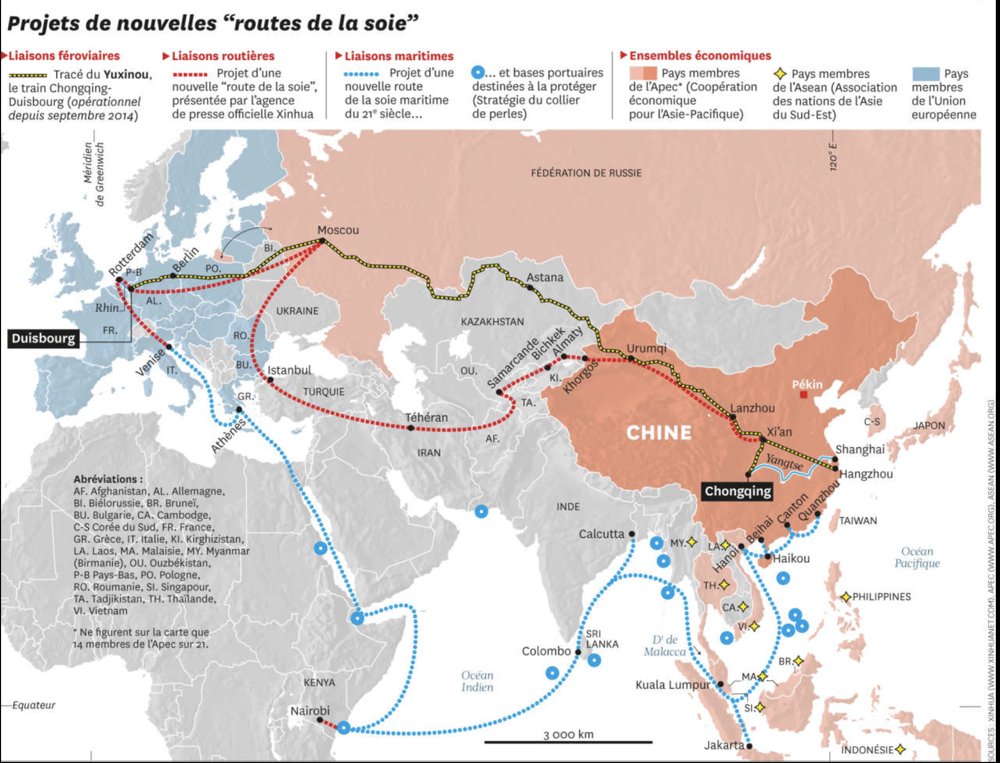 Projets de nouvelles “routes de la soie”
Liaisons féroviaires
Tracé du Yuxinou,
le train Chongqing-
Duisbourg (opérationnel
depuis septembre 2014)
Liaisons routières
Projet d’une
nouvelle “route de la soie”,
présentée par l’agence
de presse officielle Xinhua
Liaisons maritimes
Projet d’une
nouvelle route
de la soie maritime
du 21e siècle...
... et bases portuaires
destinées à la protéger
(Stratégie du collier
de perles)
Ensembles économiques
Pays membres
de l’Apec* (Coopération
économique
pour l'Asie-Pacifique)
Pays membres
de l’Asean (Association
des nations de l’Asie
du Sud-Est)
Pays
membres
de l’Union
européenne
Méridien
de Greenwich
120° E
FÉDÉRATION DE RUSSIE
Moscou
Rotterdam
P-B
Berlin
PO.
BI.
Astana
AL.
Rhin
UKRAINE
KAZAKHSTAN
FR.
Duisbourg
RO.
Venise
IT.
BU.
Istanbul
TURQUIE
GR.
Athènes
OU.
Samarcande
Bichkek
Almaty
KI.
Khorgos
Urumqi
TA.
Téhéran
AF.
IRAN
Pékin
Lanzhou
CHINE
Xi’an
C-S
JAPON
Shanghai
Yangtse
Hangzhou
Chongqing
INDE
Canton
Quanzhou
Beihai
TAIWAN
Calcutta
MY.
LA.
Hanoi
Haikou
Océan
Pacifique
TH.
PHILIPPINES
CA.
VI.
SRI
LANKA
Colombo
Dt de
Malacca
BR.
Océan
Indien
MA.
Kuala Lumpur
SI.
KENYA
Nairobi
Equateur
3 000 km
Jakarta
INDONÉSIE
Abréviations :
AF. Afghanistan, AL. Allemagne,
BI. Biélorussie, BR. Bruneï,
BU. Bulgarie, CA. Cambodge,
C-S Corée du Sud, FR. France,
GR. Grèce, IT. Italie, KI. Kirghizistan,
LA. Laos, MA. Malaisie, MY. Myanmar
(Birmanie), OU. Ouzbékistan,
P-B Pays-Bas, PO. Pologne,
RO. Roumanie, SI. Singapour,
TA. Tadjikistan, TH. Thaïlande,
VI. Vietnam
* Ne figurent sur la carte que
14 membres de l’Apec sur 21.
SOURCES : XINHUA (WWW.XINHUANET.COM), APEC (WWW.APEC.ORG), ASEAN (WWW.ASEAN.ORG)